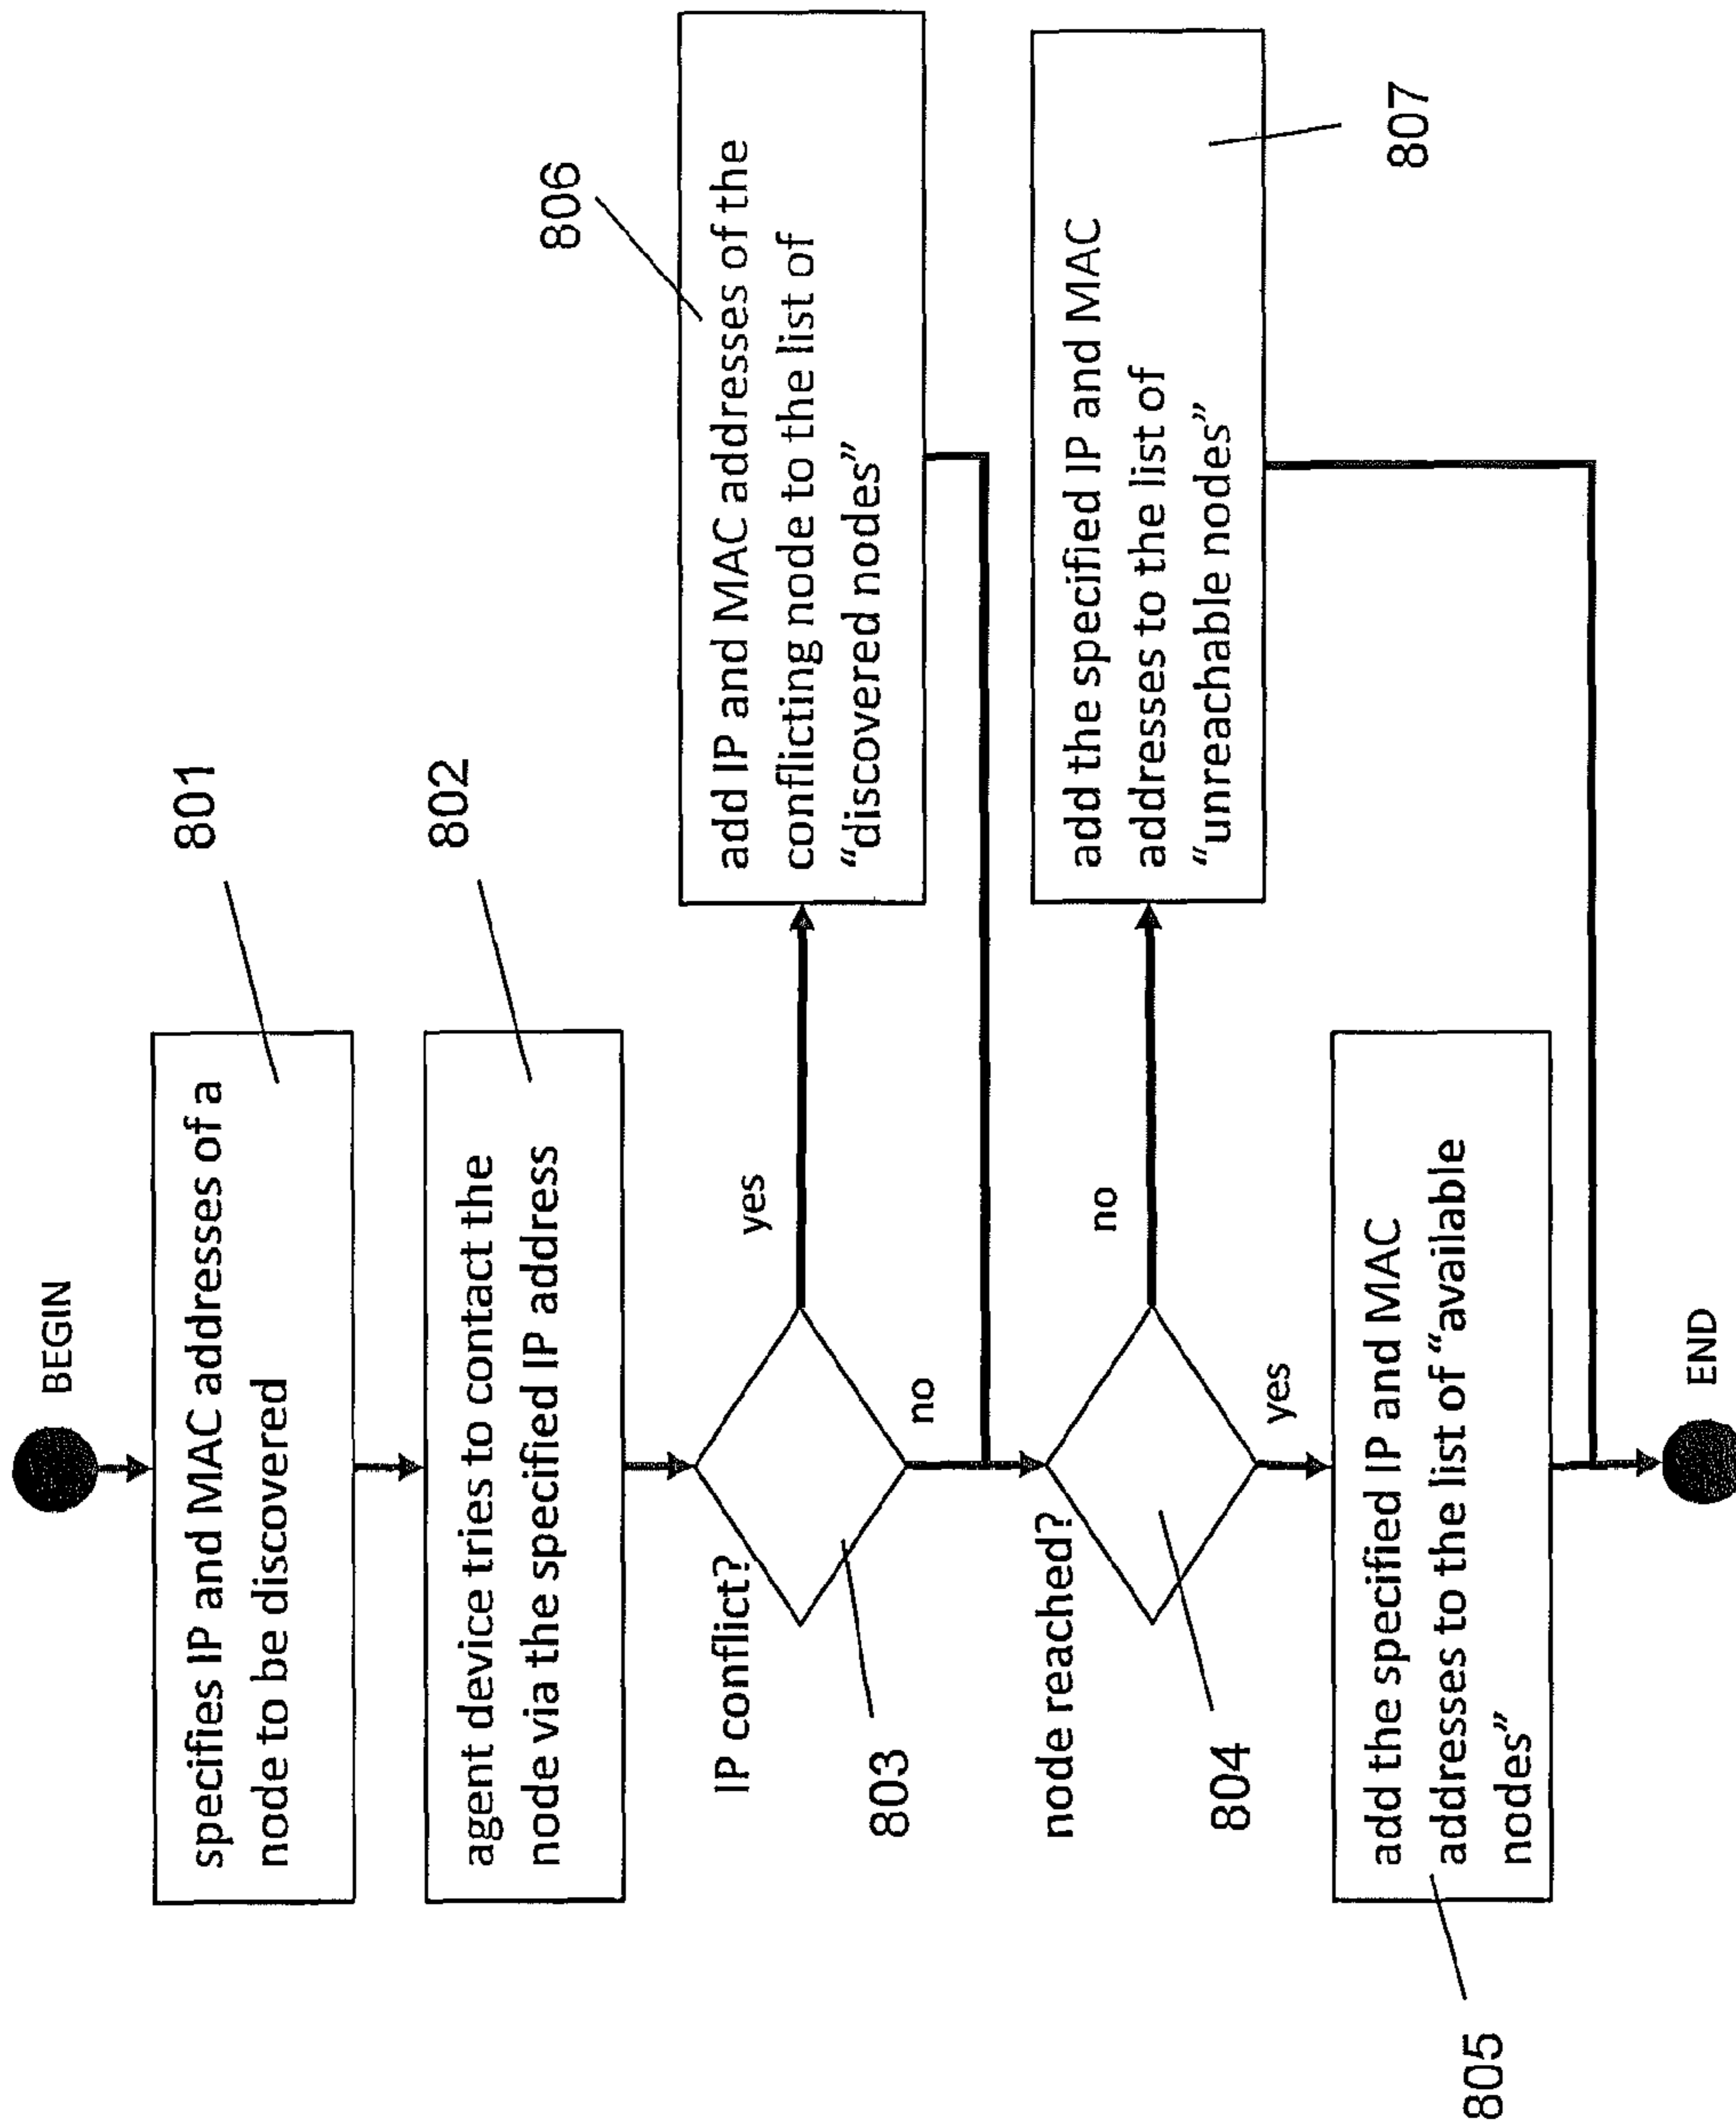 BEGIN
801
specifies IP and MAC addresses of a
node to be discovered
802
agent device tries to contact the
node via the specified IP address
IP conflict?
803
yes
no
806
add IP and MAC addresses of the
conflicting node to the list of
“discovered nodes”
node reached?
804
no
yes
807
add the specified IP and MAC
addresses to the list of
“unreachable nodes”
805
add the specified IP and MAC
addresses to the list of “available
nodes”
END